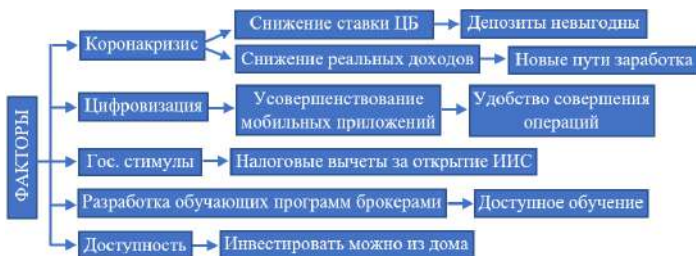 ФАКТОРЫ
Коронакризис
Снижение ставки ЦБ
Депозиты невыгодны
Снижение реальных доходов
Новые пути заработка
Цифровизация
Усовершенствование
мобильных приложений
Удобство совершения
операций
Гос. стимулы
Налоговые вычеты за открытие ИИС
Разработка обучающих программ брокерами
Доступное обучение
Доступность
Инвестировать можно из дома